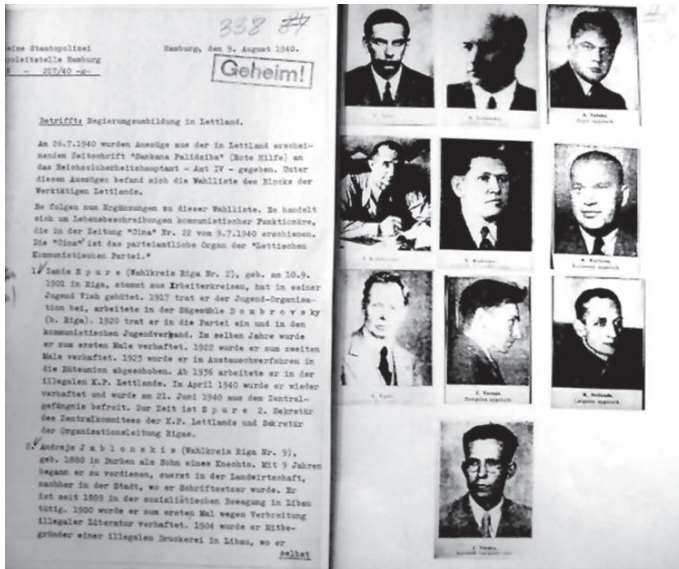 338 87
eime Staatspolizei
poleitstelle Hamburg
- 217/40 -g-
Hamburg, den 9. August 1940.
Geheim!
Betrifft: Regierungsumbildung in Lettland.
Am 26.7.1940 wurden Auszüge aus der in Lettland erschei-
nenden Zeitschrift "Sankana Palidziba" (Rote Hilfe) an
das Reichssicherheitshauptamt - Amt IV - gegeben. Unter
diesen Auszügen befand sich die Wahlliste des Blocks der
Werktätigen Lettlands.
Es folgen nun Ergänzungen zu dieser Wahlliste. Es handelt
sich um Lebensbeschreibungen kommunistischer Funktionäre,
die in der Zeitung "Cina" Nr. 22 vom 9.7.1940 erschienen.
Die "Cina" ist das parteiamtliche Organ der "Lettischen
Kommunistischen Partei."
1. Janis S p u r e (Wahlkreis Riga Nr. 2), geb. am 10.9.
1901 in Riga, stammt aus Arbeiterkreisen, hat in seiner
Jugend Vieh gehütet. 1917 trat er der Jugend-Organisa-
tion bei, arbeitete in der Sägemühle D o m b r o v s k y
(b. Riga). 1920 trat er in die Partei ein und in den
kommunistischen Jugendverband. Im selben Jahre wurde
er zum ersten Male verhaftet. 1922 wurde er zum zweiten
Male verhaftet. 1923 wurde er im Austauschverfahren in
die Räteunion abgeschoben. Ab 1936 arbeitete er in der
illegalen K.P. Lettlands. Im April 1940 wurde er wieder
verhaftet und wurde am 21. Juni 1940 aus dem Zentral-
gefängnis befreit. Zur Zeit ist S p u r e 2. Sekretär
des Zentralkomitees der K.P. Lettlands und Sekretär
der Organisationsleitung Rigas.
2. Andrejs J a b l o n s k i s (Wahlkreis Riga Nr. 9),
geb. 1880 in Durben als Sohn eines Knechts. Mit 9 Jahren
begann er zu verdienen, zuerst in der Landwirtschaft,
nachher in der Stadt, wo er Schriftsetzer wurde. Er
ist seit 1899 in der sozialistischen Bewegung in Libau
tätig. 1900 wurde er zum ersten Mal wegen Verbreitung
illegaler Literatur verhaftet. 1904 wurde er Mitbe-
gründer einer illegalen Druckerei in Libau, wo er
selbst